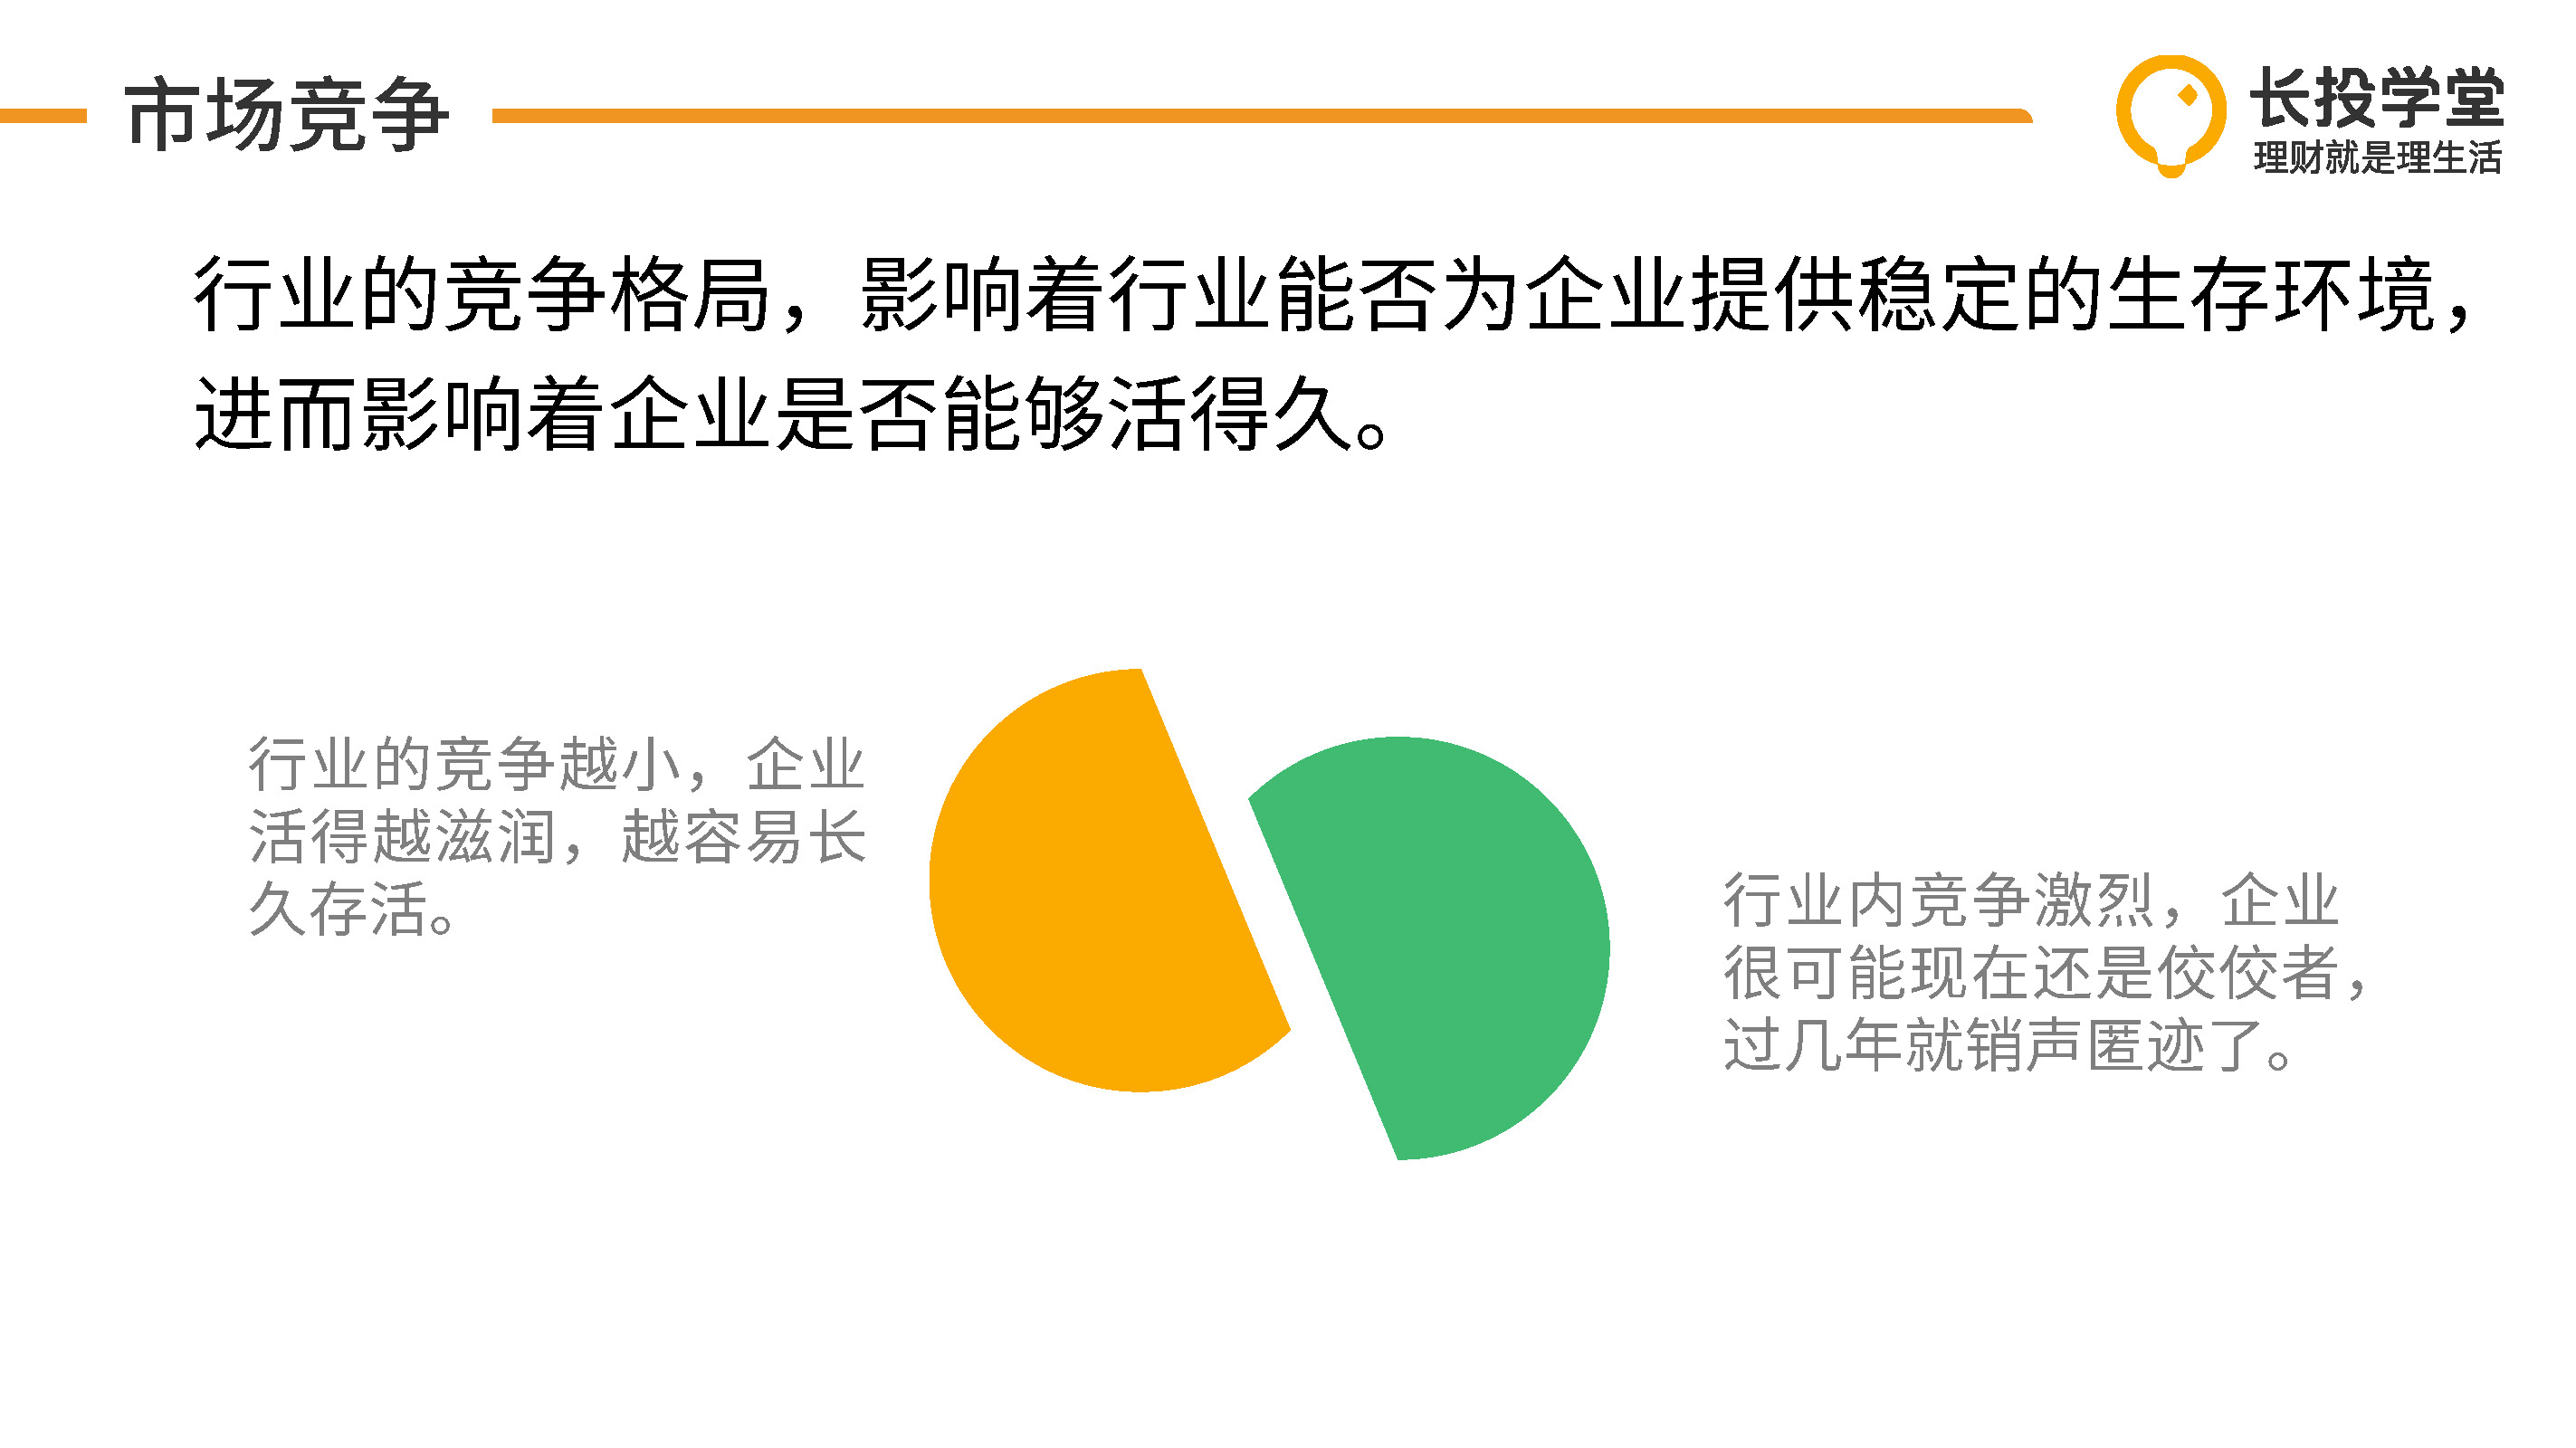 市场竞争
长投学堂
理财就是理生活
行业的竞争格局，影响着行业能否为企业提供稳定的生存环境，
进而影响着企业是否能够活得久。
行业的竞争越小，企业
活得越滋润，越容易长
久存活。
行业内竞争激烈，企业
很可能现在还是佼佼者，
过几年就销声匿迹了。